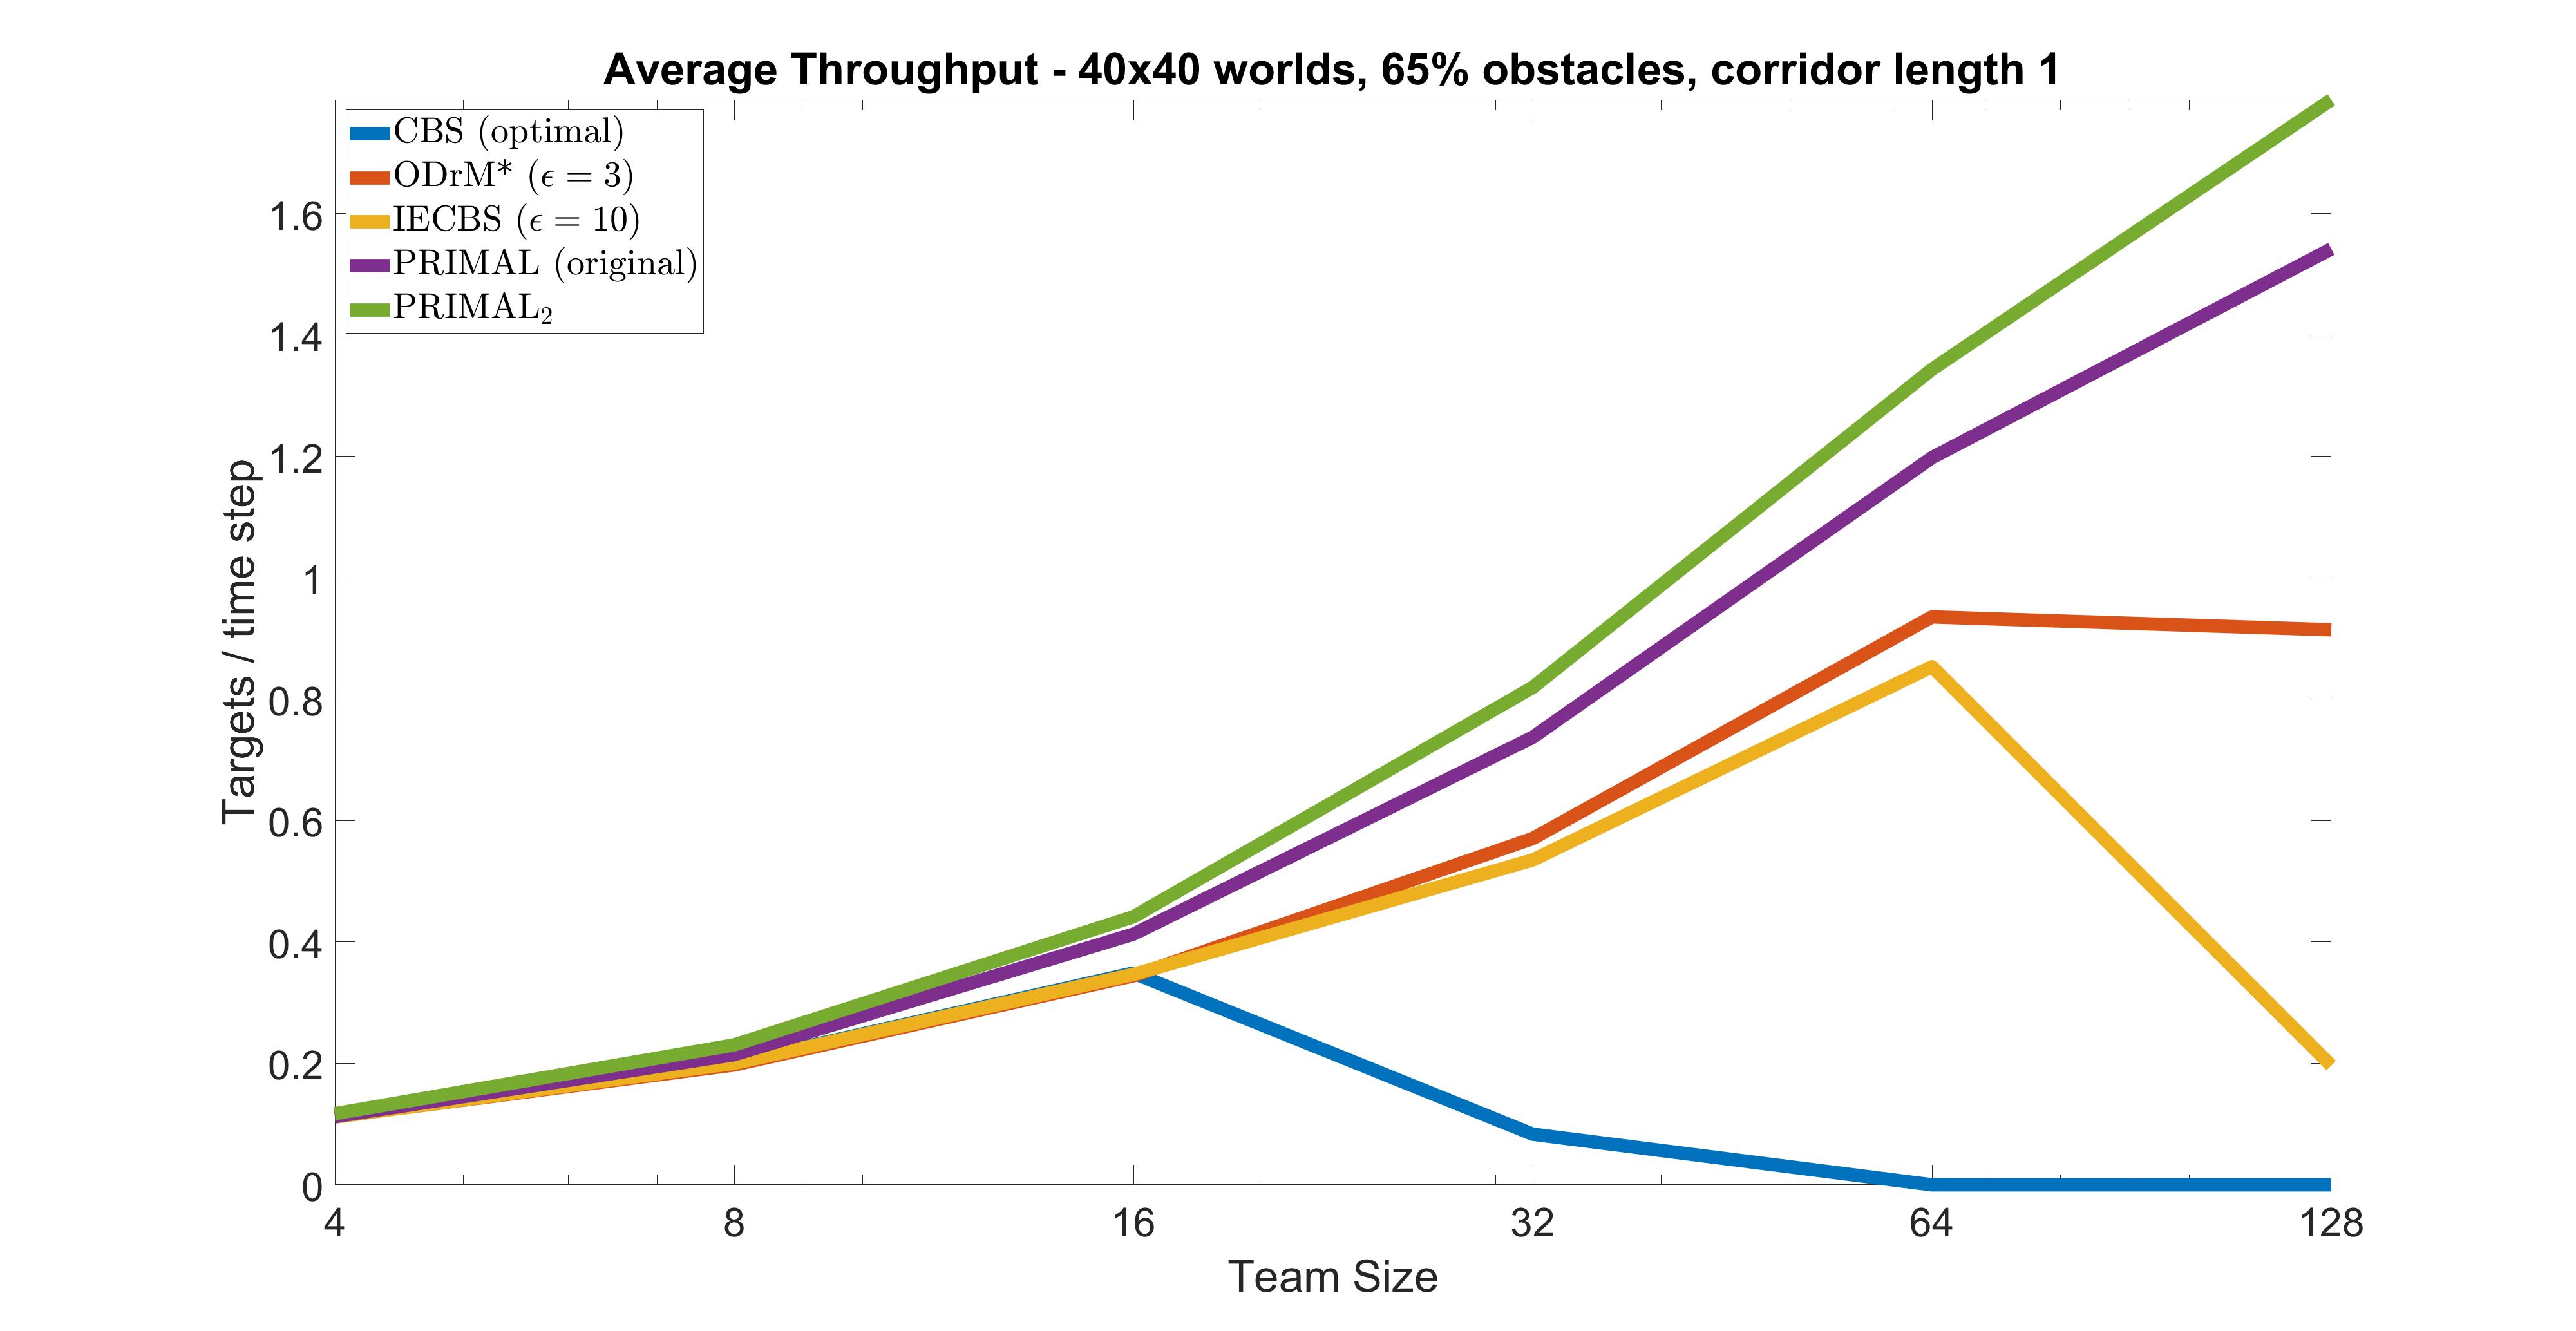 Average Throughput - 40x40 worlds, 65% obstacles, corridor length 1
CBS (optimal)
ODrM* (ϵ = 3)
IECBS (ϵ = 10)
PRIMAL (original)
PRIMAL₂
Targets / time step
1.6
1.4
1.2
1
0.8
0.6
0.4
0.2
0
4 8 16 32 64 128
Team Size